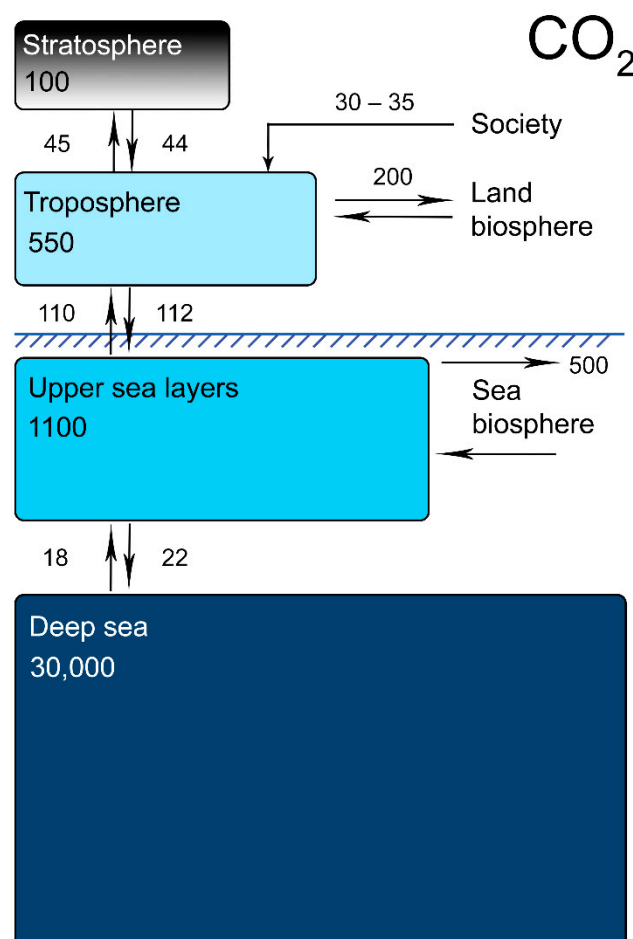 CO₂
Stratosphere
100
45
44
30 – 35
Society
Troposphere
550
200
Land
biosphere
110
112
Upper sea layers
1100
500
Sea
biosphere
18
22
Deep sea
30,000